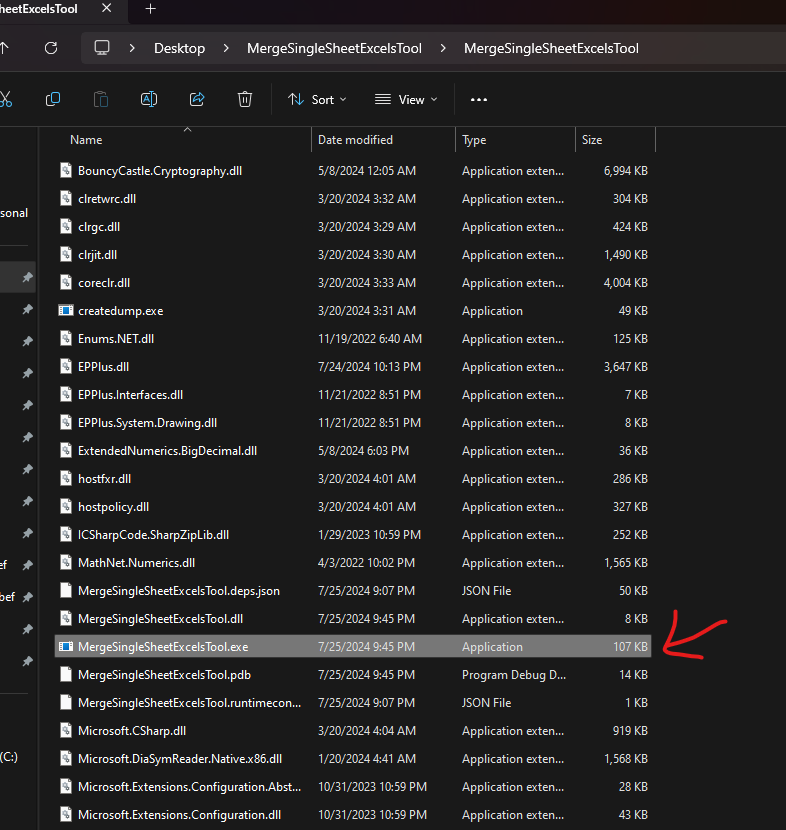 SheetExcelsTool
Desktop > MergeSingleSheetExcelsTool > MergeSingleSheetExcelsTool
Sort View
Name Date modified Type Size
BouncyCastle.Cryptography.dll 5/8/2024 12:05 AM Application exten... 6,994 KB
clretwrc.dll 3/20/2024 3:32 AM Application exten... 304 KB
sonal
clrgc.dll 3/20/2024 3:29 AM Application exten... 424 KB
clrjit.dll 3/20/2024 3:30 AM Application exten... 1,490 KB
coreclr.dll 3/20/2024 3:33 AM Application exten... 4,004 KB
createdump.exe 3/20/2024 3:31 AM Application 49 KB
Enums.NET.dll 11/19/2022 6:40 AM Application exten... 125 KB
EPPlus.dll 7/24/2024 10:13 PM Application exten... 3,647 KB
EPPlus.Interfaces.dll 11/21/2022 8:51 PM Application exten... 7 KB
EPPlus.System.Drawing.dll 11/21/2022 8:51 PM Application exten... 8 KB
ExtendedNumerics.BigDecimal.dll 5/8/2024 6:03 PM Application exten... 36 KB
hostfxr.dll 3/20/2024 4:01 AM Application exten... 286 KB
hostpolicy.dll 3/20/2024 4:01 AM Application exten... 327 KB
ICSharpCode.SharpZipLib.dll 1/29/2023 10:59 PM Application exten... 252 KB
ef MathNet.Numerics.dll 4/3/2022 10:02 PM Application exten... 1,565 KB
bef MergeSingleSheetExcelsTool.deps.json 7/25/2024 9:07 PM JSON File 50 KB
MergeSingleSheetExcelsTool.dll 7/25/2024 9:45 PM Application exten... 8 KB
MergeSingleSheetExcelsTool.exe 7/25/2024 9:45 PM Application 107 KB
MergeSingleSheetExcelsTool.pdb 7/25/2024 9:45 PM Program Debug D... 14 KB
MergeSingleSheetExcelsTool.runtimecon... 7/25/2024 9:07 PM JSON File 1 KB
Microsoft.CSharp.dll 3/20/2024 4:04 AM Application exten... 919 KB
(C:) Microsoft.DiaSymReader.Native.x86.dll 1/20/2024 4:41 AM Application exten... 1,568 KB
Microsoft.Extensions.Configuration.Abst... 10/31/2023 10:59 PM Application exten... 28 KB
Microsoft.Extensions.Configuration.dll 10/31/2023 10:59 PM Application exten... 43 KB